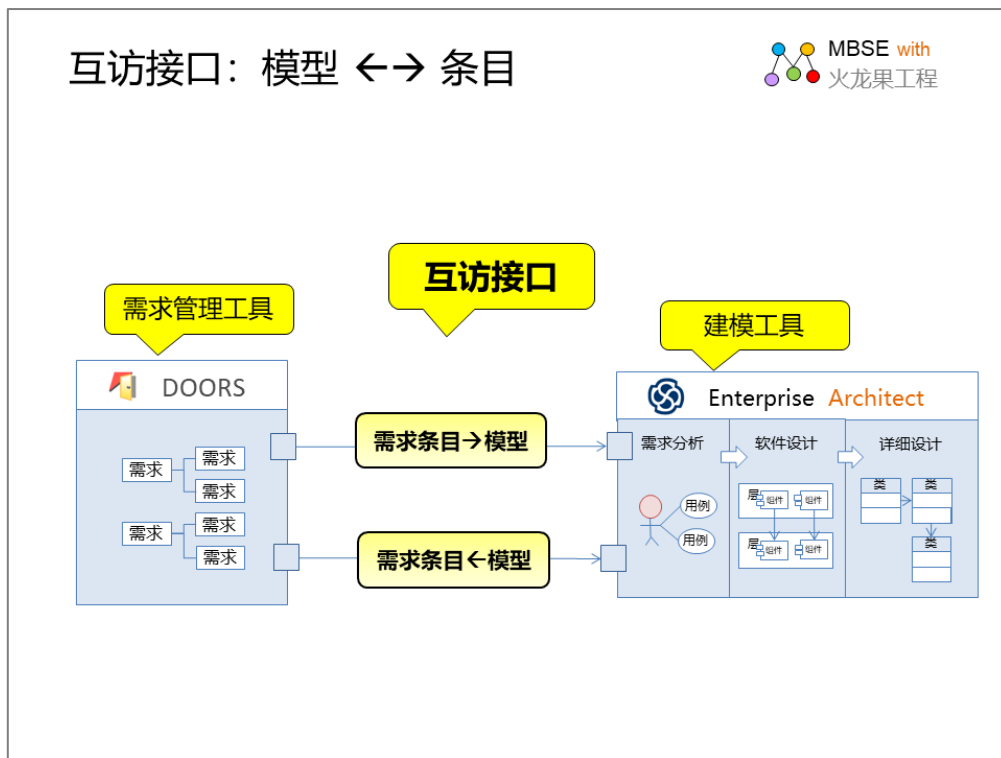 互访接口：模型 ←→ 条目
MBSE with
火龙果工程
互访接口
需求管理工具
建模工具
DOORS
Enterprise Architect
需求条目→模型
需求条目←模型
需求
需求
需求
需求
需求
需求
需求分析
软件设计
详细设计
用例
用例
层
组件
组件
层
组件
组件
类
类
类